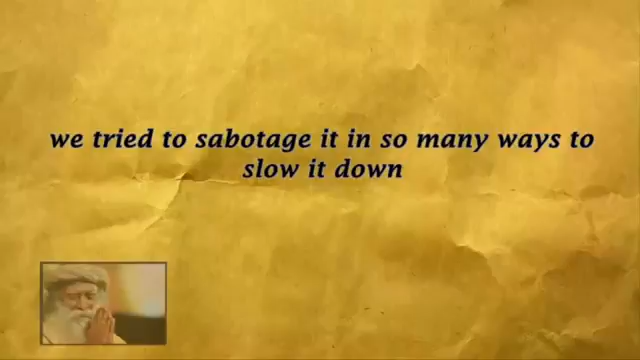 we tried to sabotage it in so many ways to
slow it down